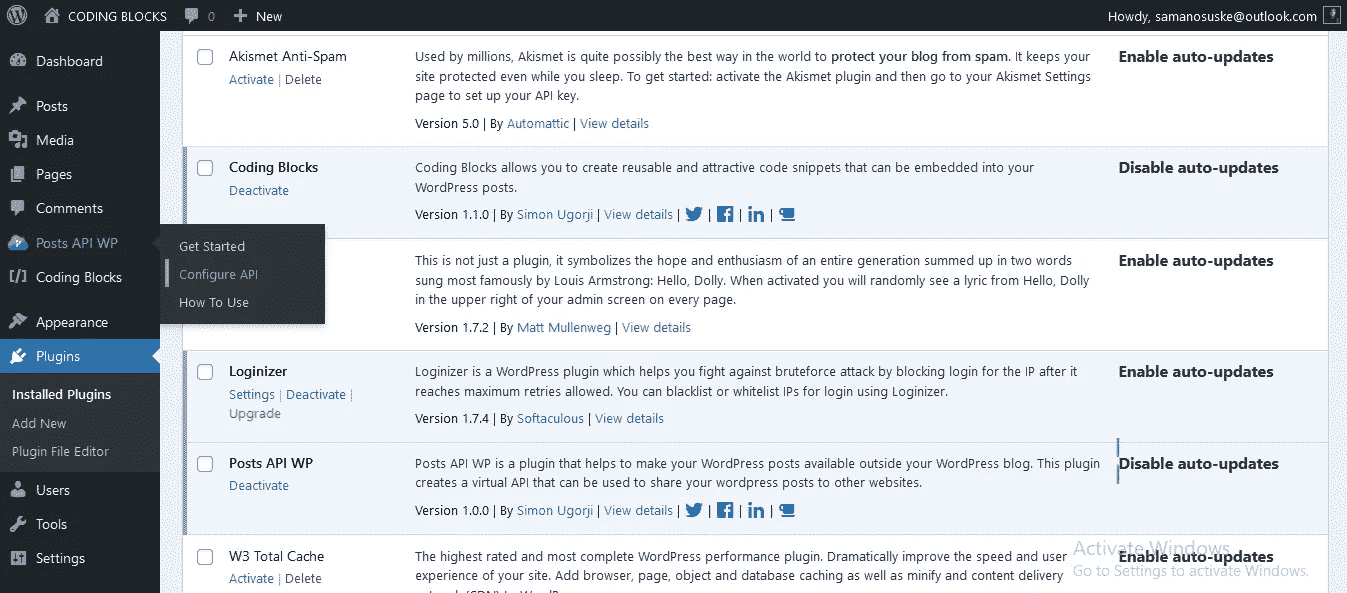 CODING BLOCKS 0 New Howdy, samanosuske@outlook.com
Dashboard
Posts
Media
Pages
Comments
Posts API WP
Coding Blocks
Appearance
Plugins
Installed Plugins
Add New
Plugin File Editor
Users
Tools
Settings
Get Started
Configure API
How To Use
Akismet Anti-Spam
Activate | Delete
Used by millions, Akismet is quite possibly the best way in the world to protect your blog from spam. It keeps your
site protected even while you sleep. To get started: activate the Akismet plugin and then go to your Akismet Settings
page to set up your API key.
Version 5.0 | By Automattic | View details
Enable auto-updates
Coding Blocks
Deactivate
Coding Blocks allows you to create reusable and attractive code snippets that can be embedded into your
WordPress posts.
Version 1.1.0 | By Simon Ugorji | View details | | | |
Disable auto-updates
This is not just a plugin, it symbolizes the hope and enthusiasm of an entire generation summed up in two words
sung most famously by Louis Armstrong: Hello, Dolly. When activated you will randomly see a lyric from Hello, Dolly
in the upper right of your admin screen on every page.
Version 1.7.2 | By Matt Mullenweg | View details
Enable auto-updates
Loginizer
Settings | Deactivate |
Upgrade
Loginizer is a WordPress plugin which helps you fight against bruteforce attack by blocking login for the IP after it
reaches maximum retries allowed. You can blacklist or whitelist IPs for login using Loginizer.
Version 1.7.4 | By Softaculous | View details
Enable auto-updates
Posts API WP
Deactivate
Posts API WP is a plugin that helps to make your WordPress posts available outside your WordPress blog. This plugin
creates a virtual API that can be used to share your wordpress posts to other websites.
Version 1.0.0 | By Simon Ugorji | View details | | | |
Disable auto-updates
W3 Total Cache
Activate | Delete
The highest rated and most complete WordPress performance plugin. Dramatically improve the speed and user
experience of your site. Add browser, page, object and database caching as well as minify and content delivery
Enable auto-updates
Activate Windows
Go to Settings to activate Windows.